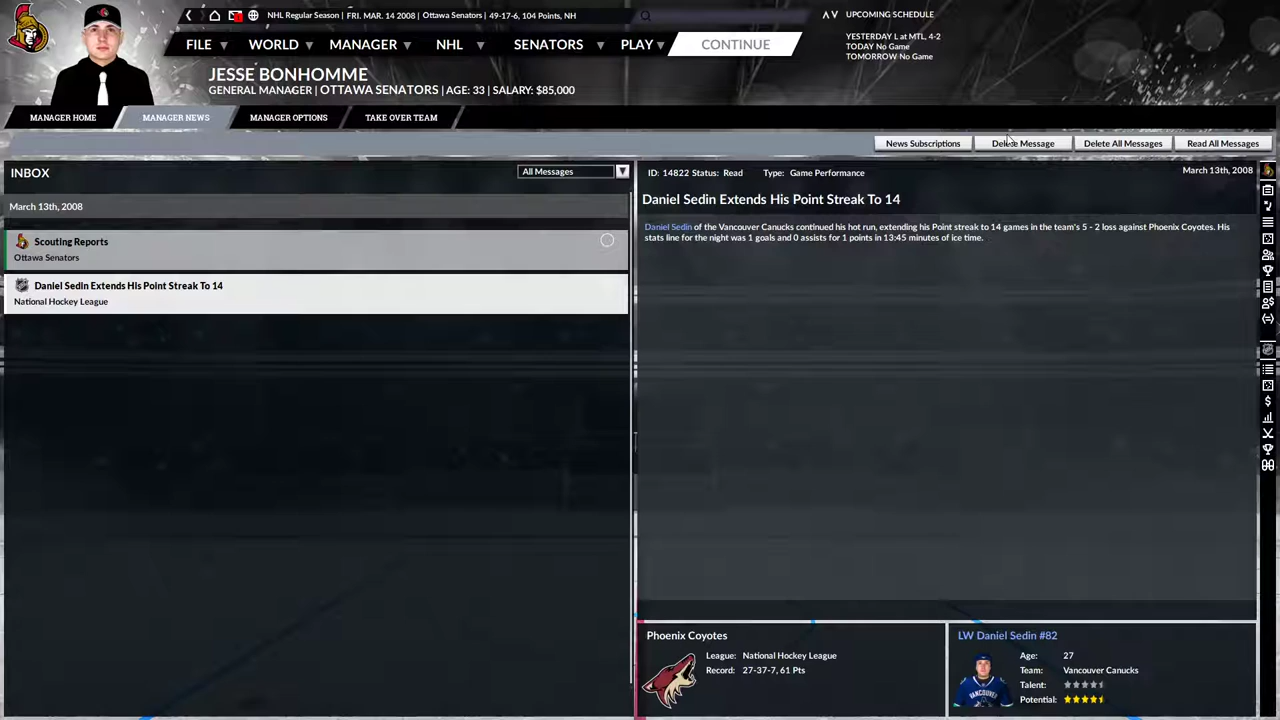 NHL Regular Season | FRI. MAR. 14 2008 | Ottawa Senators | 49-17-6, 104 Points, NH
UPCOMING SCHEDULE
YESTERDAY L at MTL, 4-2
TODAY No Game
TOMORROW No Game
FILE WORLD MANAGER NHL SENATORS PLAY CONTINUE
JESSE BONHOMME
GENERAL MANAGER | OTTAWA SENATORS | AGE: 33 | SALARY: $85,000
MANAGER HOME MANAGER NEWS MANAGER OPTIONS TAKE OVER TEAM
News Subscriptions Delete Message Delete All Messages Read All Messages
INBOX All Messages
March 13th, 2008
Scouting Reports
Ottawa Senators
Daniel Sedin Extends His Point Streak To 14
National Hockey League
ID: 14822 Status: Read Type: Game Performance March 13th, 2008
Daniel Sedin Extends His Point Streak To 14
Daniel Sedin of the Vancouver Canucks continued his hot run, extending his Point streak to 14 games in the team's 5 - 2 loss against Phoenix Coyotes. His
stats line for the night was 1 goals and 0 assists for 1 points in 13:45 minutes of ice time.
Phoenix Coyotes
League: National Hockey League
Record: 27-37-7, 61 Pts
LW Daniel Sedin #82
Age: 27
Team: Vancouver Canucks
Talent:
Potential:
VANCOUVER